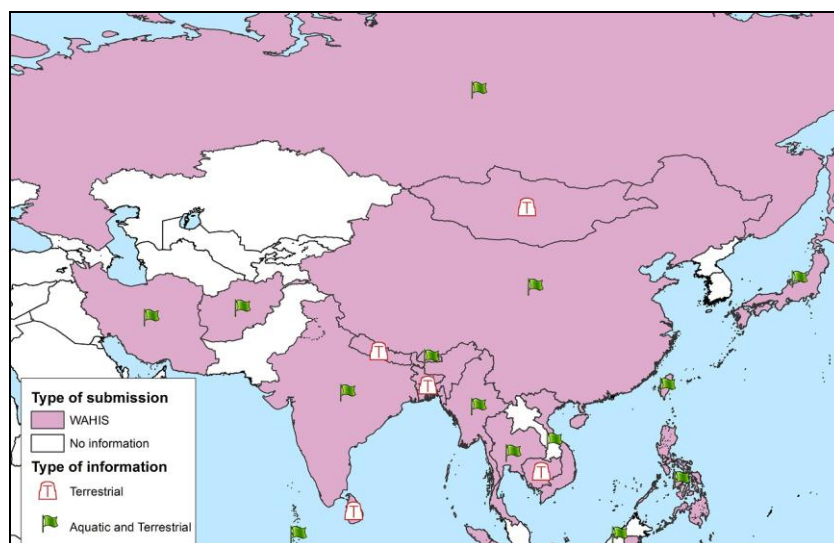 T
T
T
T
T
Type of submission
WAHIS
No information
Type of information
T Terrestrial
Aquatic and Terrestrial